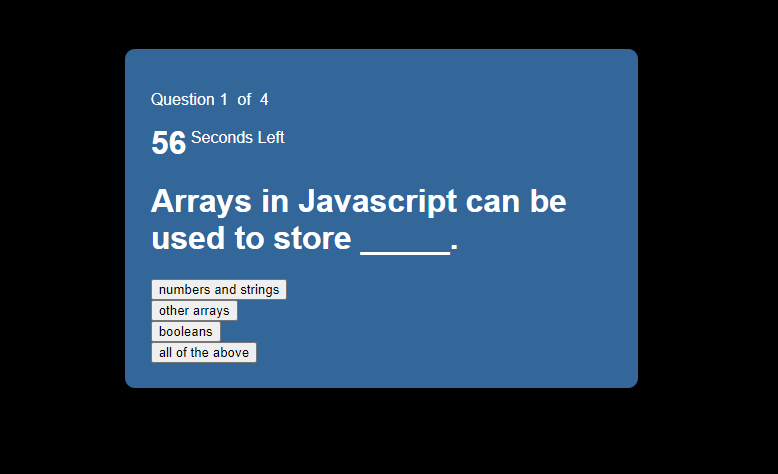 Question 1 of 4
56 Seconds Left
Arrays in Javascript can be
used to store _____.
numbers and strings
other arrays
booleans
all of the above